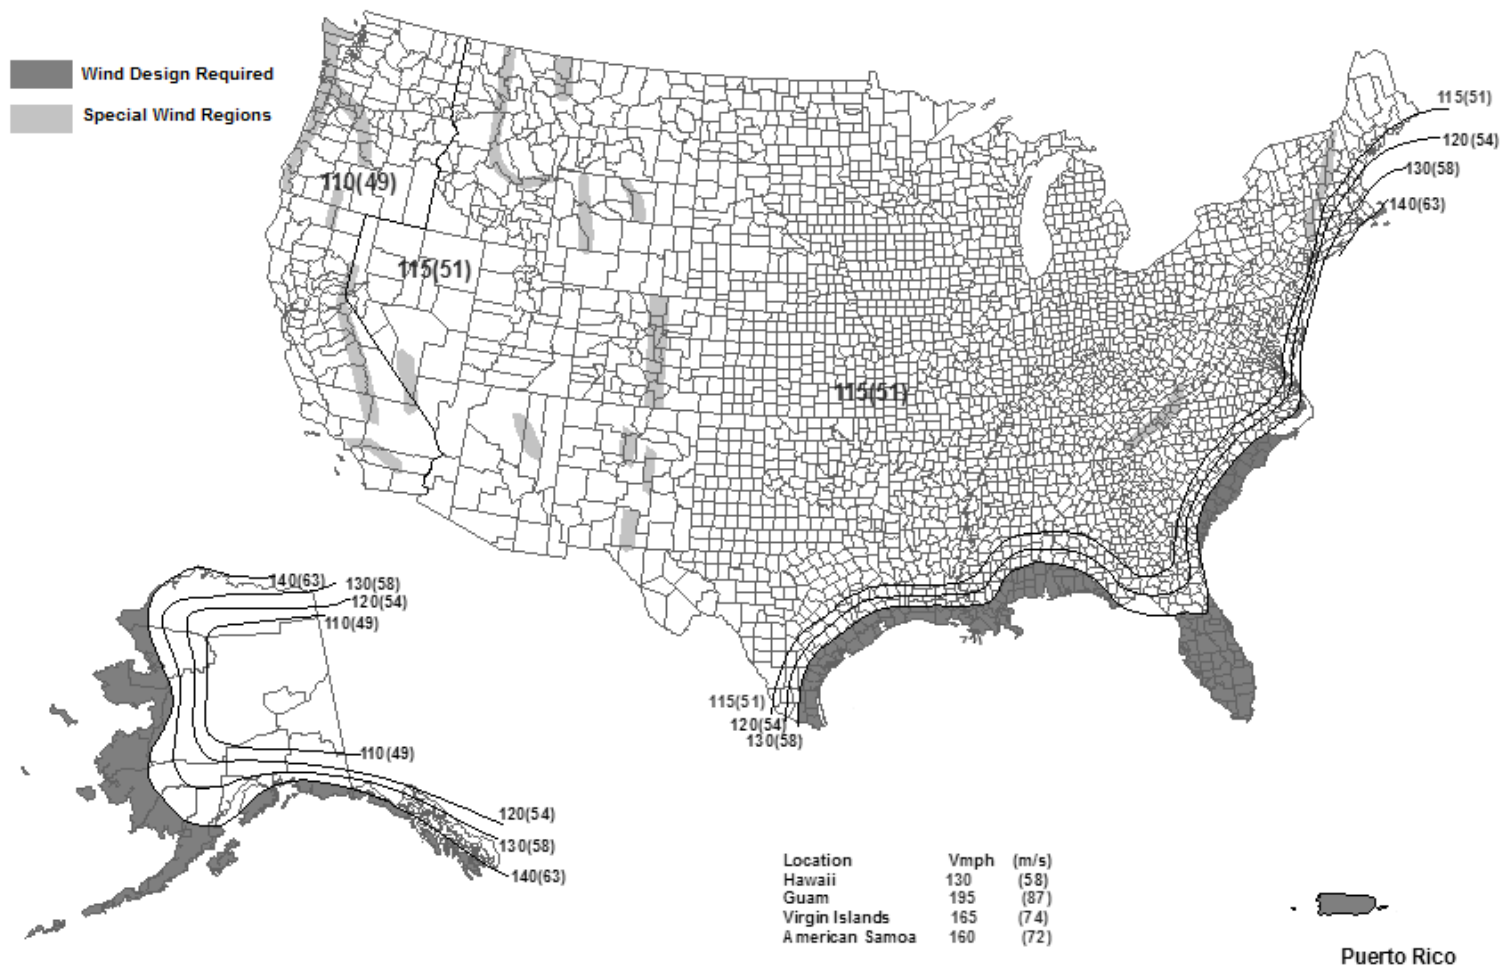 Wind Design Required
Special Wind Regions
115(51)
120(54)
130(58)
140(63)
110(49)
115(51)
115(51)
140(63)
130(58)
120(54)
110(49)
110(49)
120(54)
130(58)
140(63)
115(51)
120(54)
130(58)
Location Vmph (m/s)
Hawaii 130 (58)
Guam 195 (87)
Virgin Islands 165 (74)
American Samoa 160 (72)
Puerto Rico